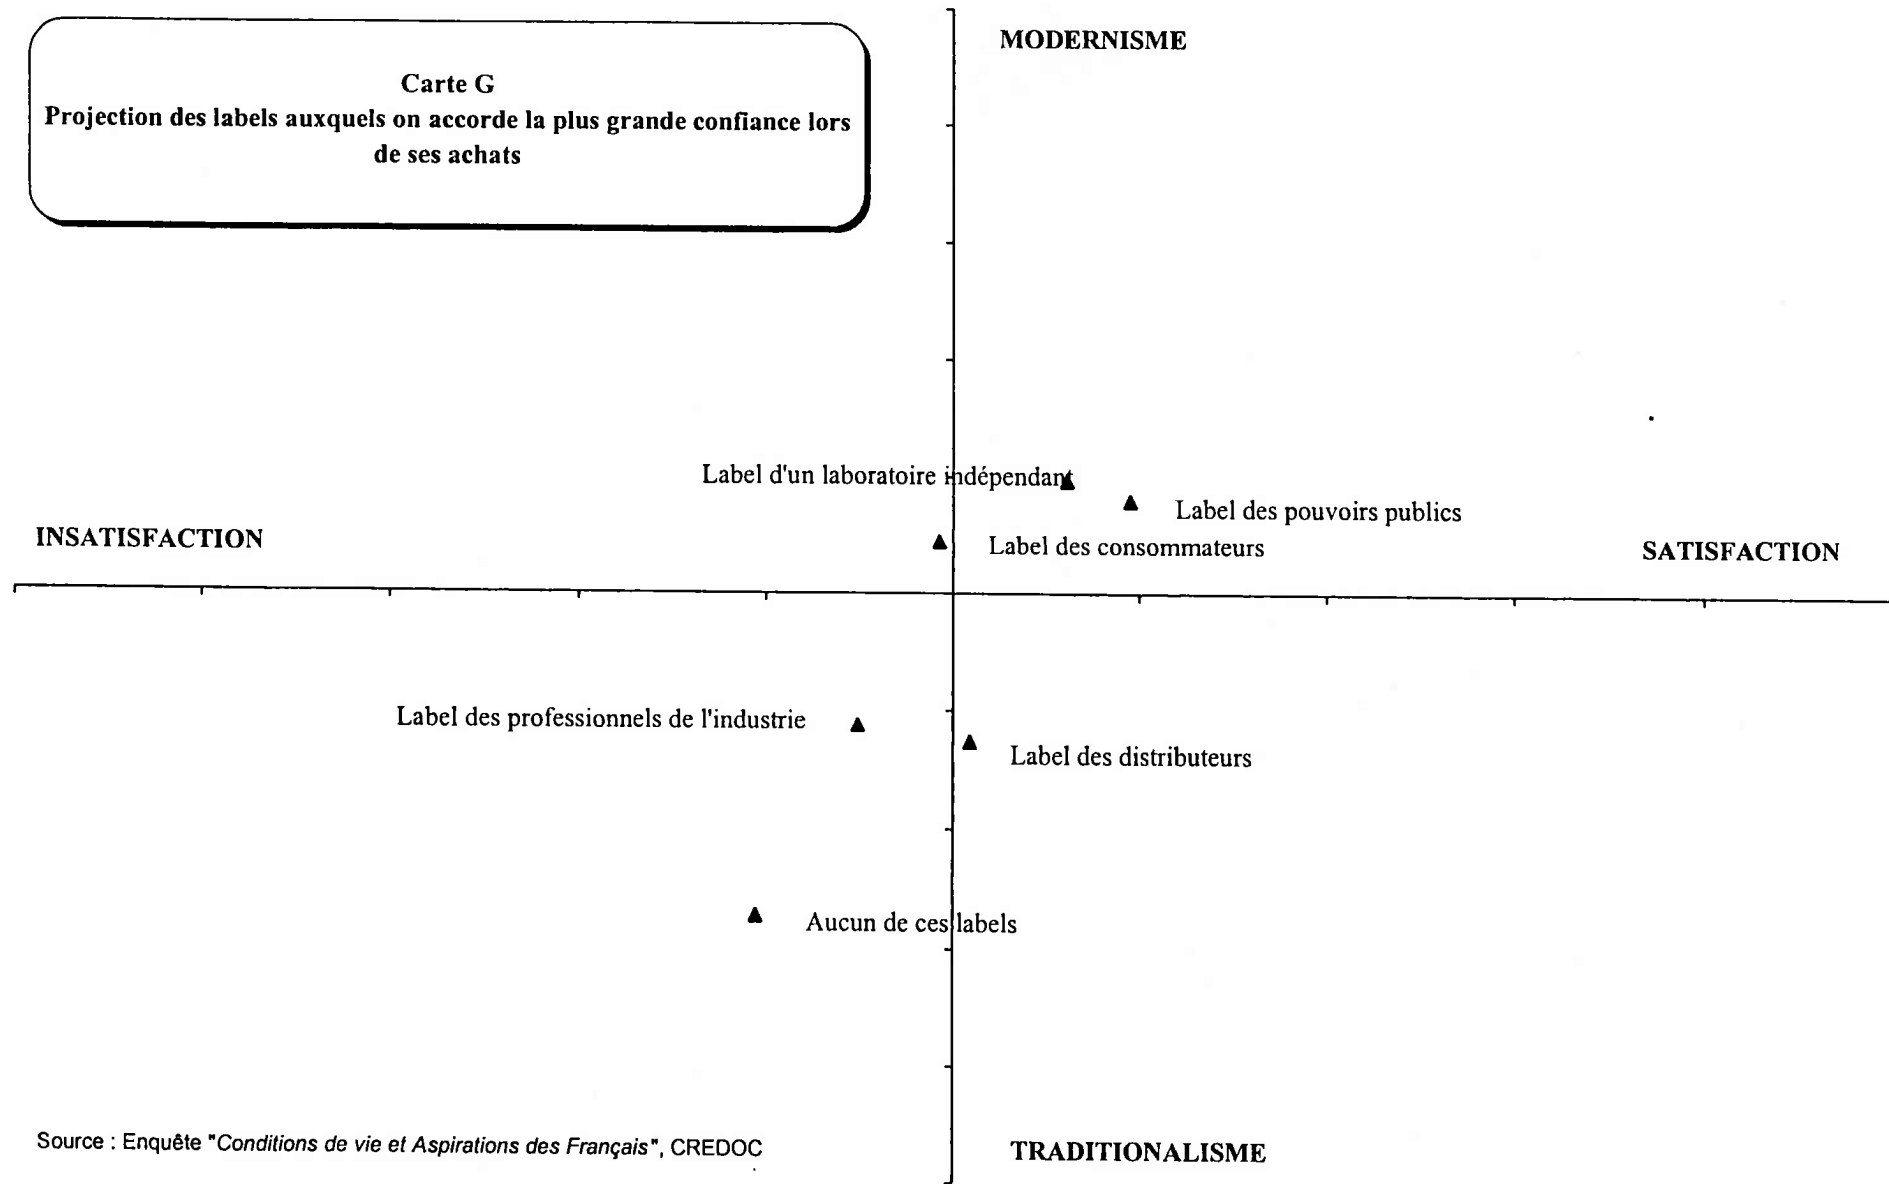 Carte G
Projection des labels auxquels on accorde la plus grande confiance lors
de ses achats
MODERNISME
Label d'un laboratoire indépendant
Label des pouvoirs publics
INSATISFACTION
Label des consommateurs
SATISFACTION
Label des professionnels de l'industrie
Label des distributeurs
Aucun de ces labels
Source : Enquête "Conditions de vie et Aspirations des Français", CREDOC
TRADITIONALISME